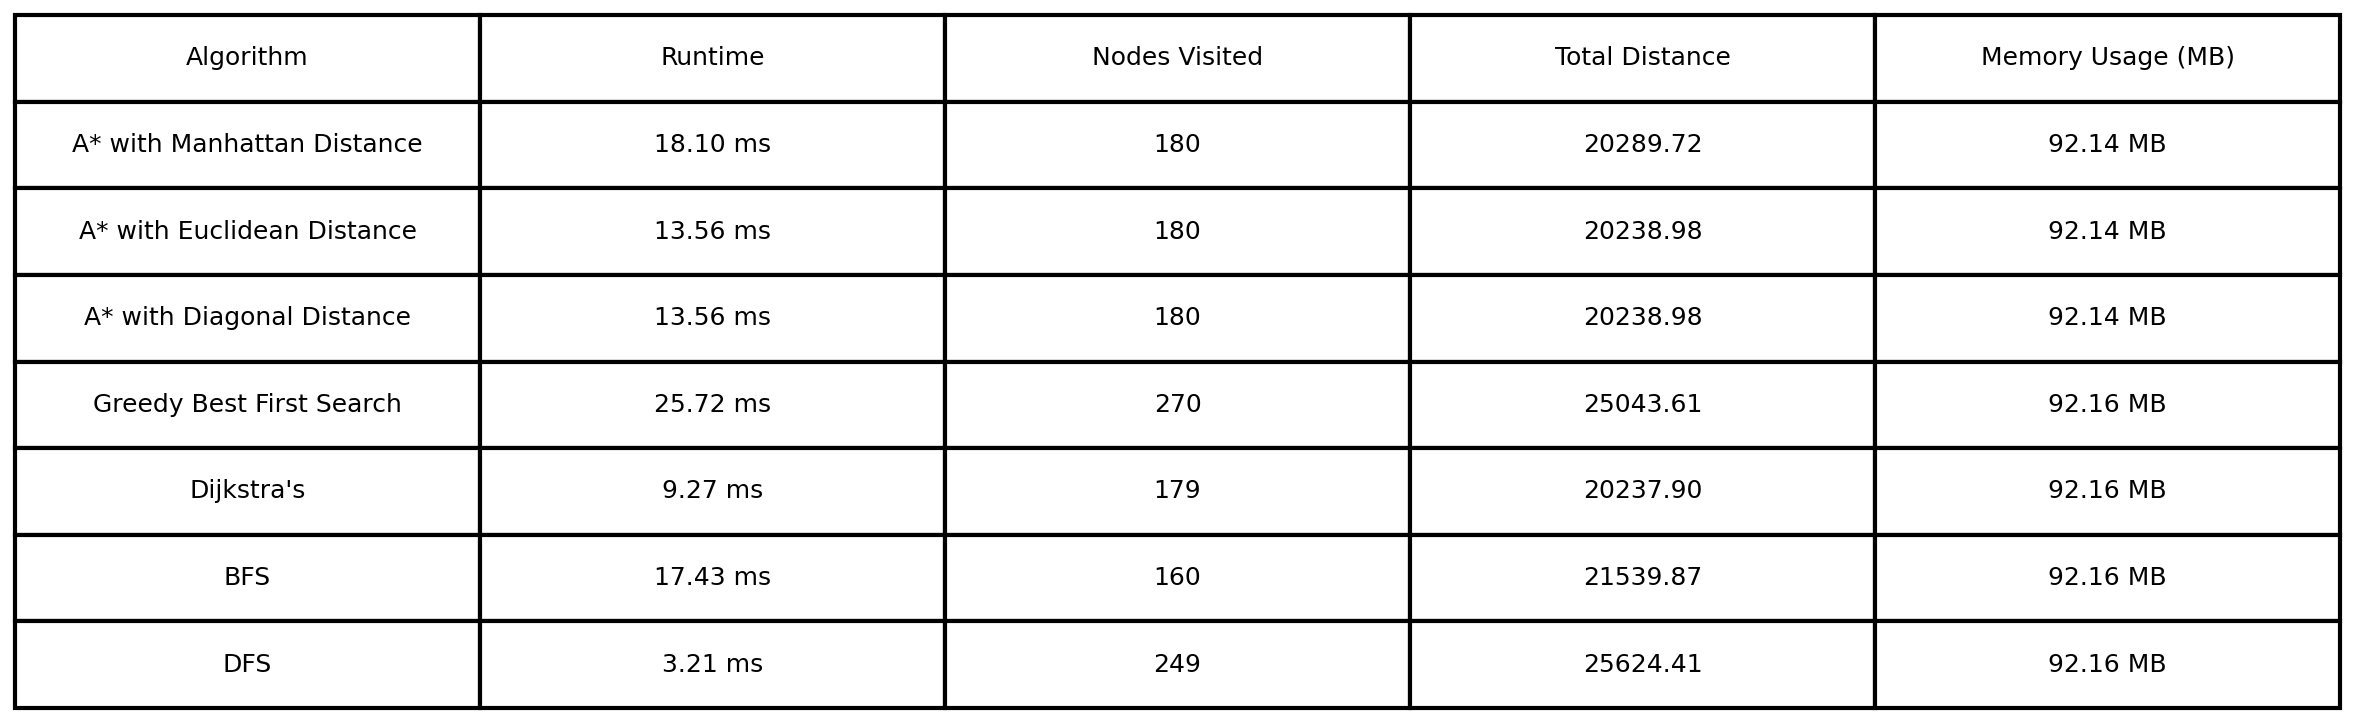 Algorithm Runtime Nodes Visited Total Distance Memory Usage (MB)
A* with Manhattan Distance 18.10 ms 180 20289.72 92.14 MB
A* with Euclidean Distance 13.56 ms 180 20238.98 92.14 MB
A* with Diagonal Distance 13.56 ms 180 20238.98 92.14 MB
Greedy Best First Search 25.72 ms 270 25043.61 92.16 MB
Dijkstra's 9.27 ms 179 20237.90 92.16 MB
BFS 17.43 ms 160 21539.87 92.16 MB
DFS 3.21 ms 249 25624.41 92.16 MB